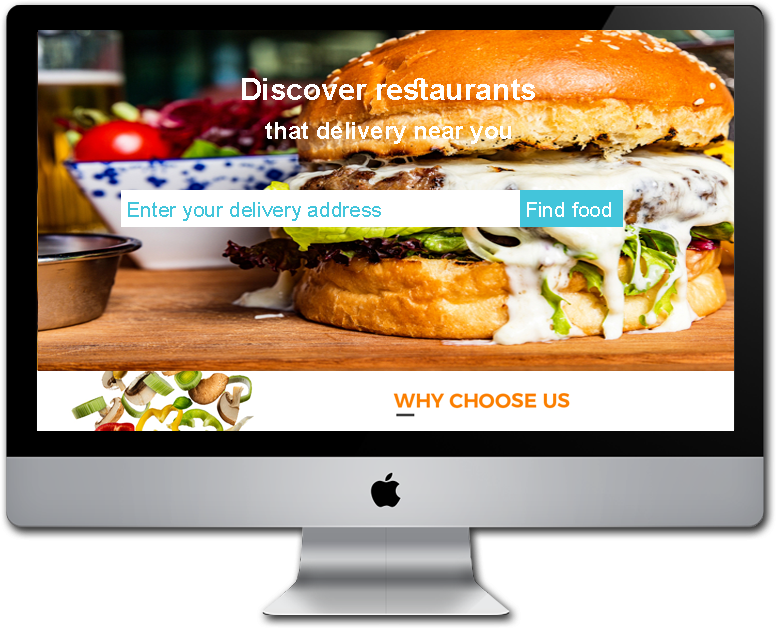 Discover restaurants
that delivery near you
Enter your delivery address
Find food
WHY CHOOSE US